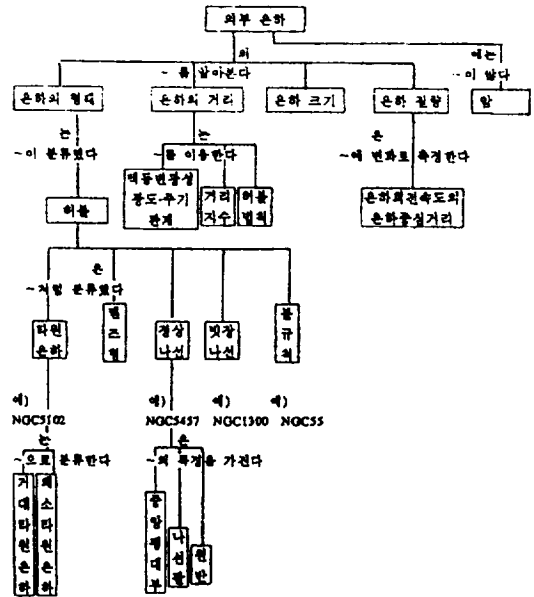 외부 은하
의
에는
~ 를 알아본다
~ 이 많다
은하의 형태
은하의 거리
은하 크기
은하 질량
는
는
은
~ 이 분류했다
~ 를 이용한다
~ 에 변화로 측정한다
허블
맥동변광성
광도-주기
관계
거리
지수
허블
법칙
은하회전속도의
은하중심거리
은
~ 처럼 분류했다
타원
은하
렌
즈
형
정상
나선
빗장
나선
불
규
칙
예)
예)
예)
예)
NGC5102
NGC5457
NGC1300
NGC55
는
은
~ 으로 분류한다
~ 의 특징을 가진다
거
대
타
원
은
하
왜
소
타
원
은
하
중
앙
팽
대
부
나
선
팔
원
반